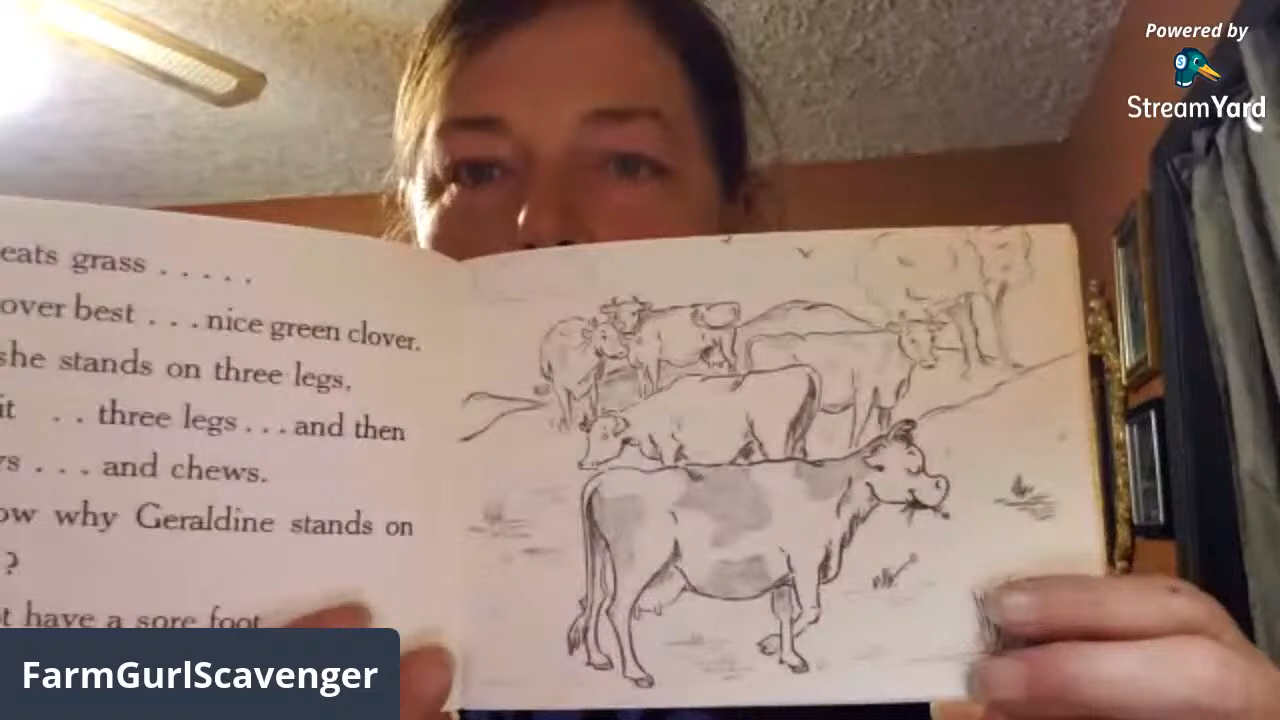 Powered by
StreamYard
eats grass . . . . .
over best . . . nice green clover.
she stands on three legs,
it . . three legs . . . and then
. . . and chews.
why Geraldine stands on
?
have a sore foot
FarmGurlScavenger